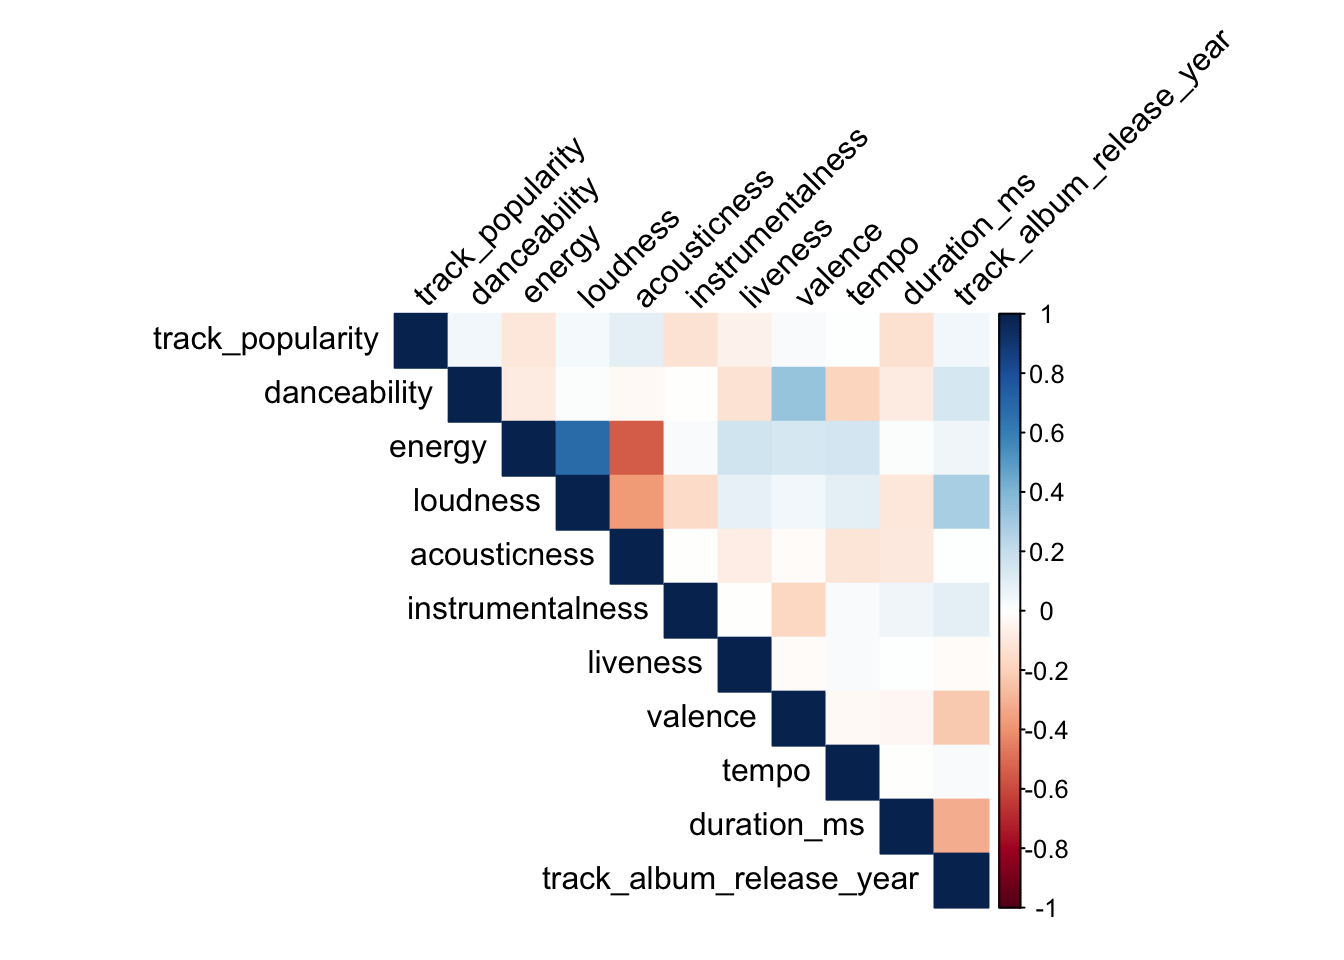 track_popularity
danceability
energy
loudness
acousticness
instrumentalness
liveness
valence
tempo
duration_ms
track_album_release_year
track_popularity
danceability
energy
loudness
acousticness
instrumentalness
liveness
valence
tempo
duration_ms
track_album_release_year
1
0.8
0.6
0.4
0.2
0
-0.2
-0.4
-0.6
-0.8
-1